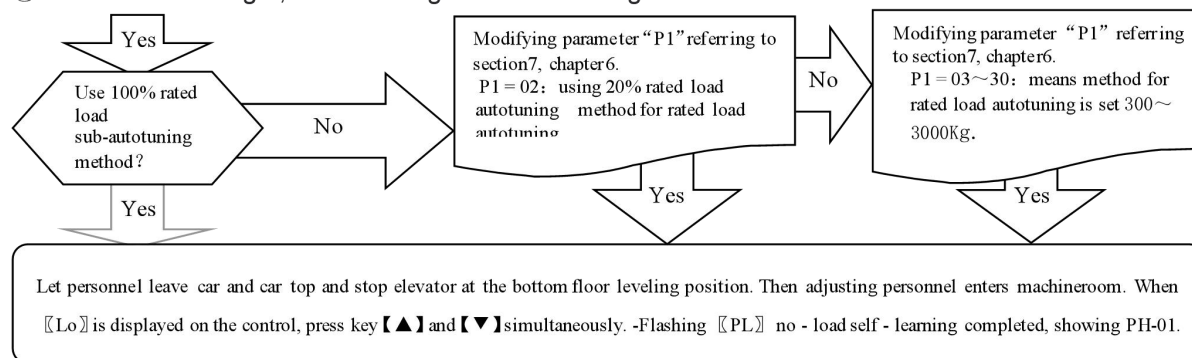 Yes
Use 100% rated
load
sub-autotuning
method?
No
Modifying parameter “P1” referring to
section7, chapter6.
P1=02: using 20% rated load
autotuning method for rated load
autotuning
No
Modifying parameter “P1” referring
to section7, chapter6.
P1=03~30: means method for
rated load autotuning is set 300~
3000Kg.
Yes
Yes
Yes
Let personnel leave car and car top and stop elevator at the bottom floor leveling position. Then adjusting personnel enters machineroom. When
〖Lo〗is displayed on the control, press key【▲】and【▼】simultaneously. -Flashing 〖PL〗 no - load self - learning completed, showing PH-01.